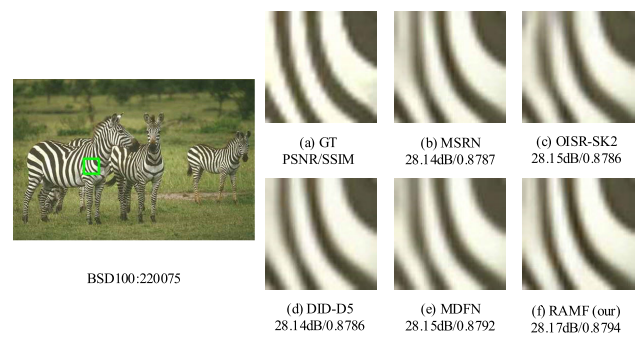 (a) GT
PSNR/SSIM
(b) MSRN
28.14dB/0.8787
(c) OISR-SK2
28.15dB/0.8786
BSD100:220075
(d) DID-D5
28.14dB/0.8786
(e) MDFN
28.15dB/0.8792
(f) RAMF (our)
28.17dB/0.8794